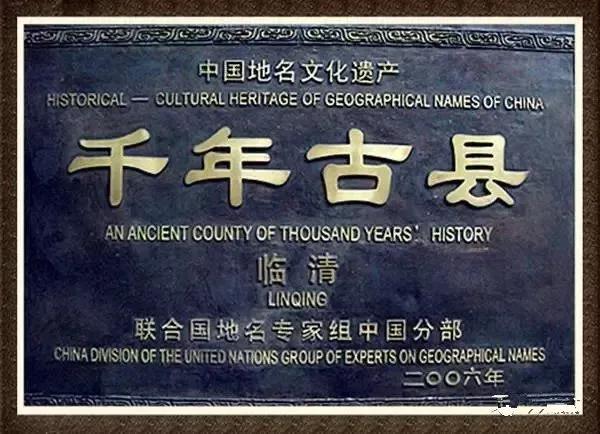 中国地名文化遗产
HISTORICAL — CULTURAL HERITAGE OF GEOGRAPHICAL NAMES OF CHINA
千年古县
AN ANCIENT COUNTY OF THOUSAND YEARS' HISTORY
临清
LINQING
联合国地名专家组中国分部
CHINA DIVISION OF THE UNITED NATIONS GROUP OF EXPERTS ON GEOGRAPHICAL NAMES
二〇〇六年